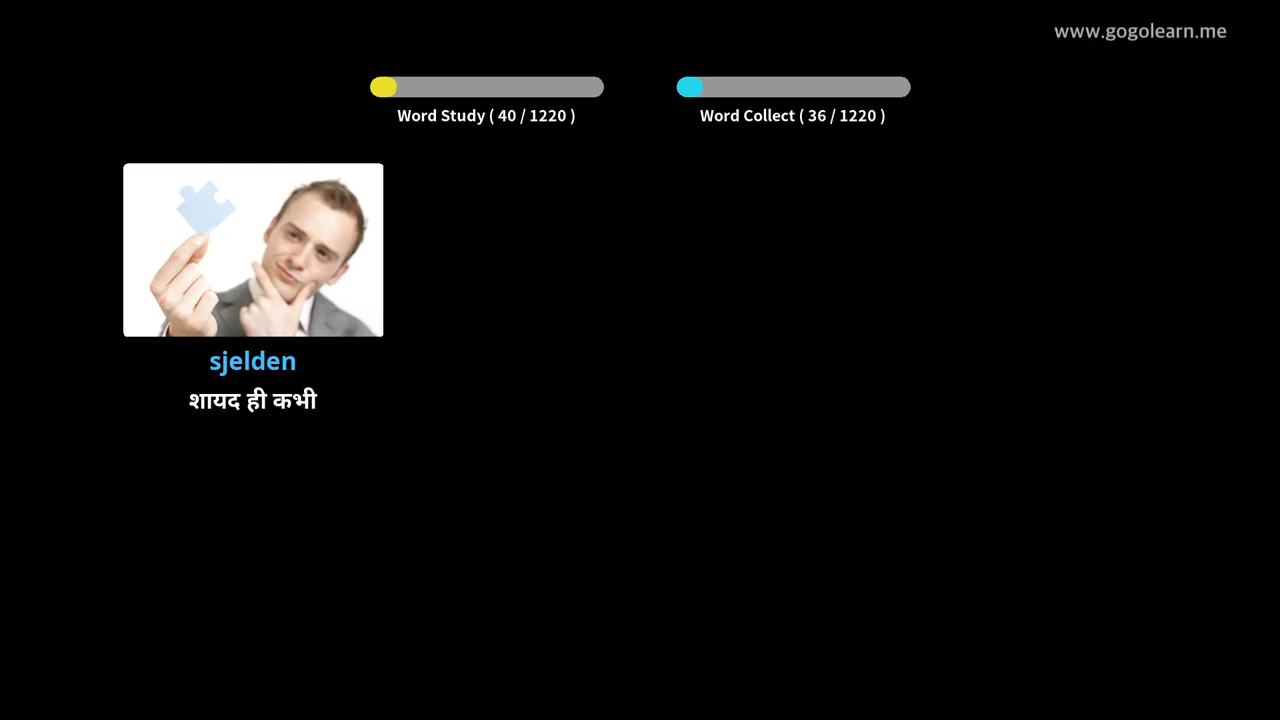 www.gogolearn.me
Word Study ( 40 / 1220 )
Word Collect ( 36 / 1220 )
sjelden
शायद ही कभी